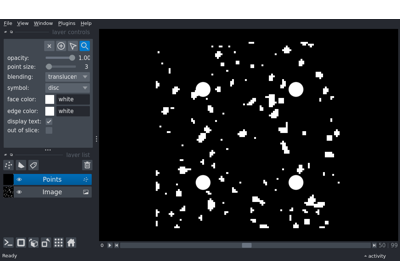 File View Window Plugins Help
layer controls
opacity: 1.00
point size: 3
blending: translucen
symbol: disc
face color: white
edge color: white
display text:
out of slice:
layer list
Points
Image
0 50 99
Ready activity